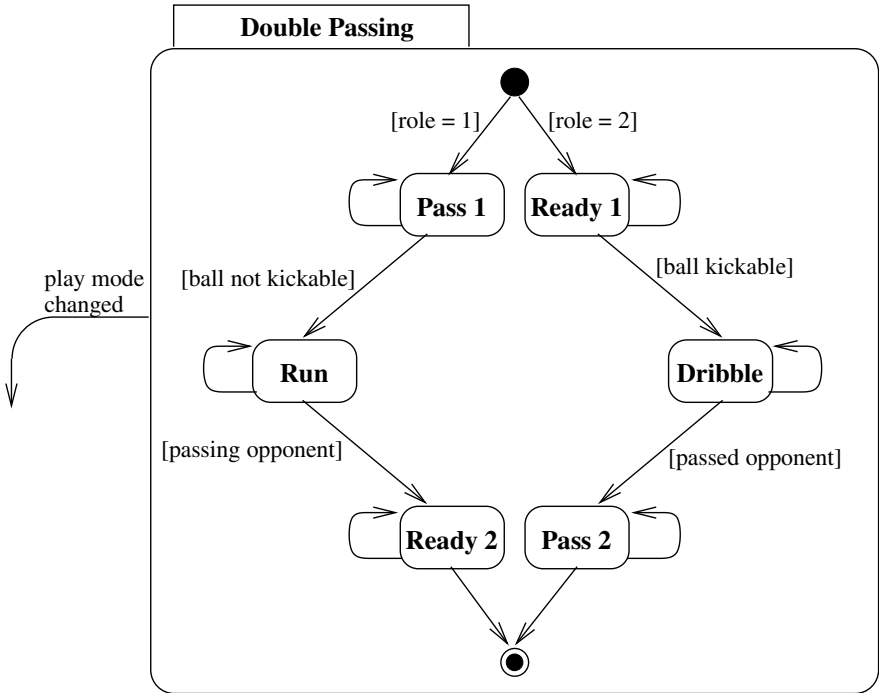 Double Passing
[role = 1]
[role = 2]
Pass 1
Ready 1
[ball not kickable]
[ball kickable]
play mode
changed
Run
Dribble
[passing opponent]
[passed opponent]
Ready 2
Pass 2